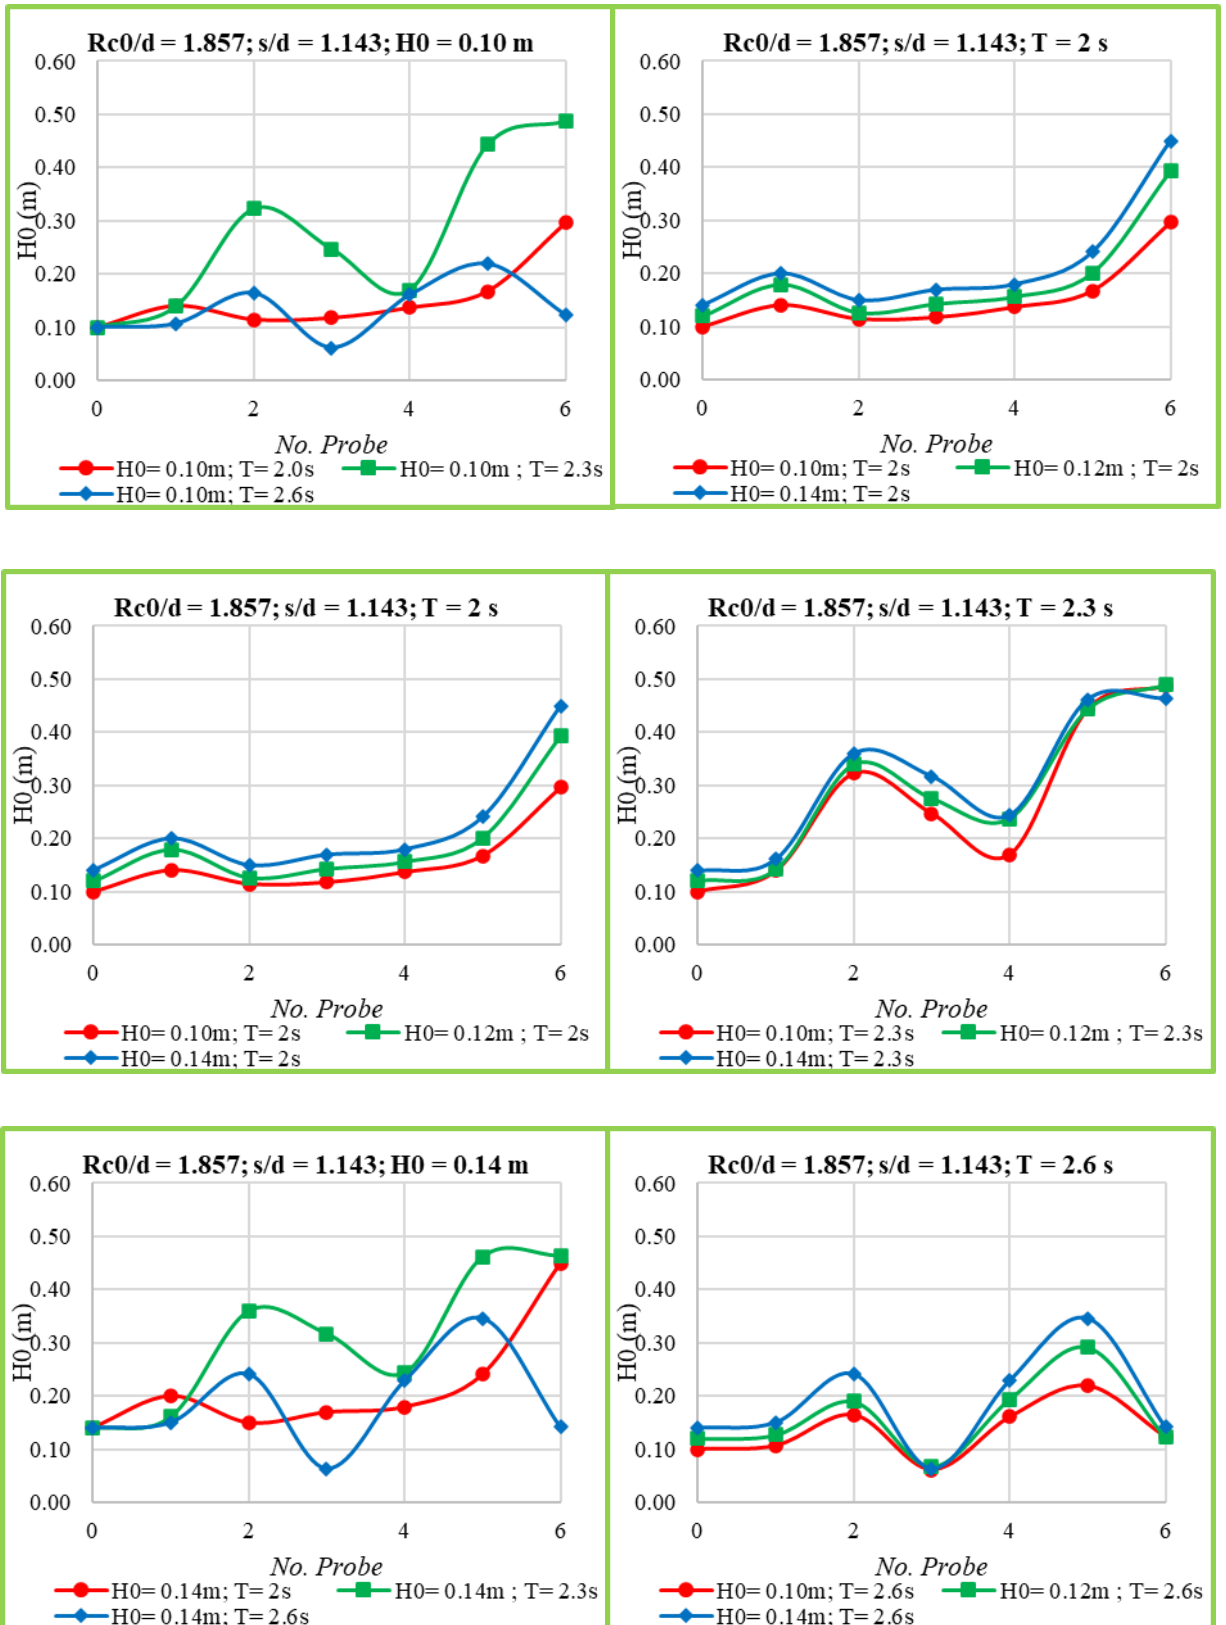 Rc0/d = 1.857; s/d = 1.143; H0 = 0.10 m
0.60
0.50
0.40
0.30
0.20
0.10
0.00
H0 (m)
0 2 4 6
No. Probe
H0= 0.10m; T= 2.0s H0= 0.10m ; T= 2.3s
H0= 0.10m; T= 2.6s
Rc0/d = 1.857; s/d = 1.143; T = 2 s
0.60
0.50
0.40
0.30
0.20
0.10
0.00
H0 (m)
0 2 4 6
No. Probe
H0= 0.10m; T= 2s H0= 0.12m ; T= 2s
H0= 0.14m; T= 2s
Rc0/d = 1.857; s/d = 1.143; T = 2 s
0.60
0.50
0.40
0.30
0.20
0.10
0.00
H0 (m)
0 2 4 6
No. Probe
H0= 0.10m; T= 2s H0= 0.12m ; T= 2s
H0= 0.14m; T= 2s
Rc0/d = 1.857; s/d = 1.143; T = 2.3 s
0.60
0.50
0.40
0.30
0.20
0.10
0.00
H0 (m)
0 2 4 6
No. Probe
H0= 0.10m; T= 2.3s H0= 0.12m ; T= 2.3s
H0= 0.14m; T= 2.3s
Rc0/d = 1.857; s/d = 1.143; H0 = 0.14 m
0.60
0.50
0.40
0.30
0.20
0.10
0.00
H0 (m)
0 2 4 6
No. Probe
H0= 0.14m; T= 2s H0= 0.14m ; T= 2.3s
H0= 0.14m; T= 2.6s
Rc0/d = 1.857; s/d = 1.143; T = 2.6 s
0.60
0.50
0.40
0.30
0.20
0.10
0.00
H0 (m)
0 2 4 6
No. Probe
H0= 0.10m; T= 2.6s H0= 0.12m ; T= 2.6s
H0= 0.14m; T= 2.6s